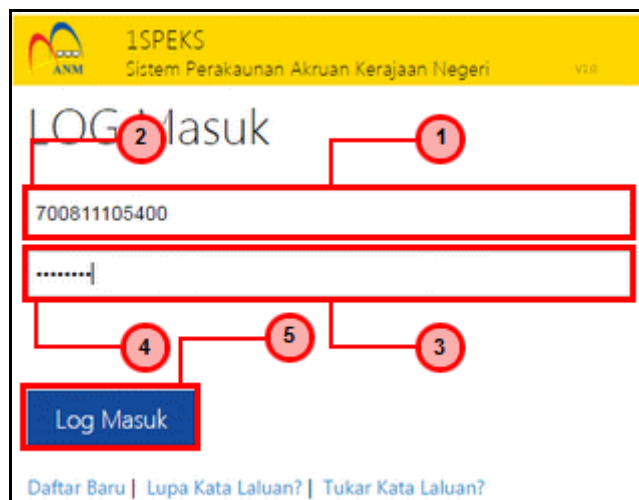 1SPEKS
ANM
Sistem Perakaunan Akruan Kerajaan Negeri V2.0
LOG Masuk
2 1
700811105400
••••••••
4 5 3
Log Masuk
Daftar Baru | Lupa Kata Laluan? | Tukar Kata Laluan?